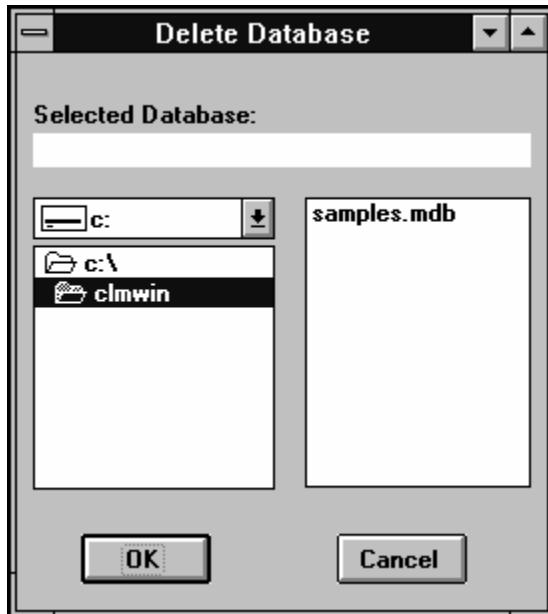 Delete Database
Selected Database:
c:
samples.mdb
c:\
clmwin
OK
Cancel